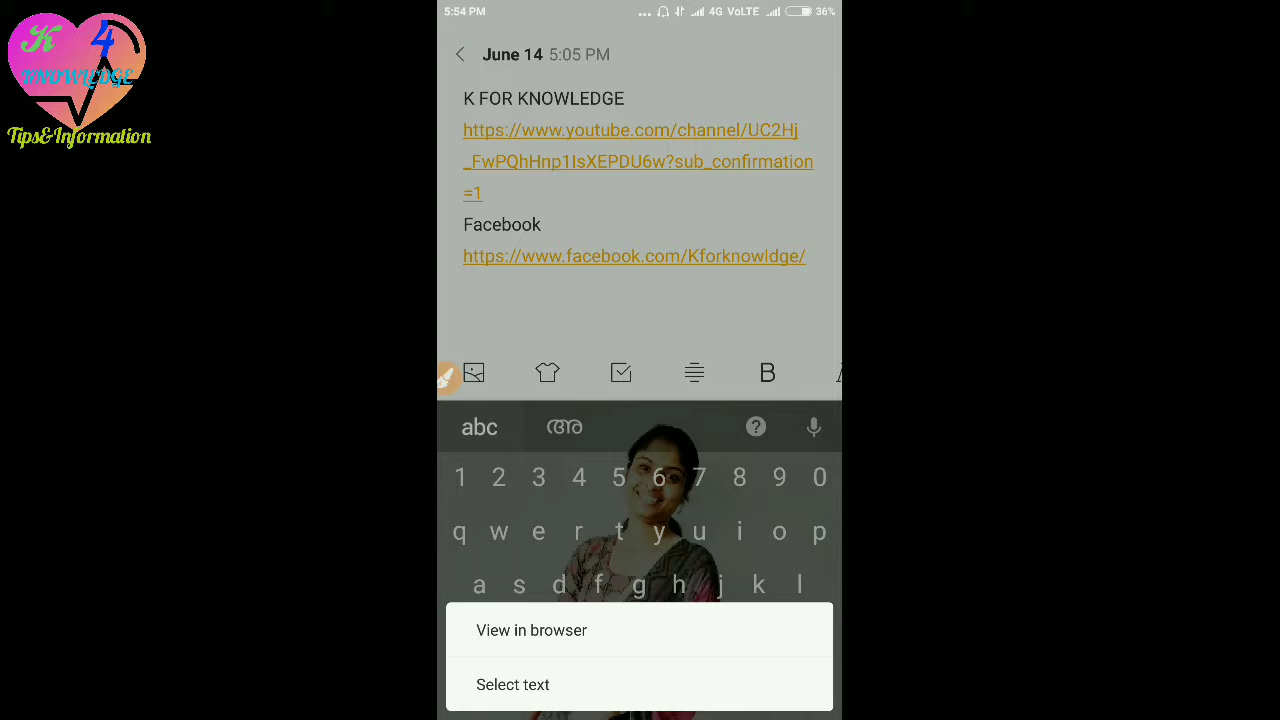 K 4
KNOWLEDGE
Tips&Information
5:54 PM
... 4G VoLTE 36%
June 14 5:05 PM
K FOR KNOWLEDGE
https://www.youtube.com/channel/UC2Hj
_FwPQhHnp1IsXEPDU6w?sub_confirmation
=1
Facebook
https://www.facebook.com/Kforknowldge/
B
abc അ ?
1 2 3 4 5 6 7 8 9 0
q w e r t y u i o p
a s d f g h j k l
View in browser
Select text